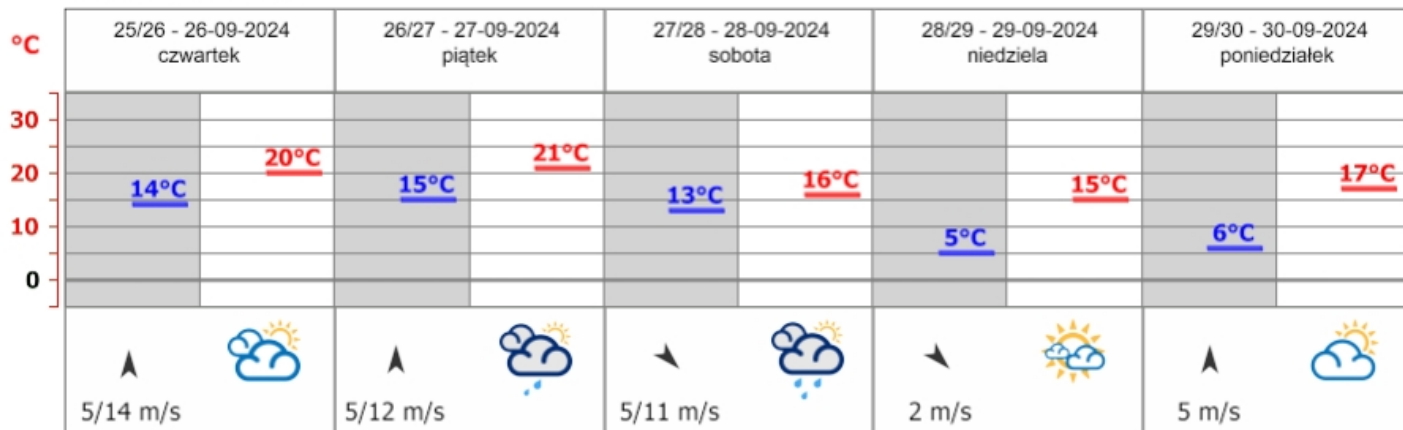 25/26 - 26-09-2024
czwartek
26/27 - 27-09-2024
piątek
27/28 - 28-09-2024
sobota
28/29 - 29-09-2024
niedziela
29/30 - 30-09-2024
poniedziałek
°C
30
20
10
0
14°C
20°C
15°C
21°C
13°C
16°C
5°C
15°C
6°C
17°C
5/14 m/s
5/12 m/s
5/11 m/s
2 m/s
5 m/s